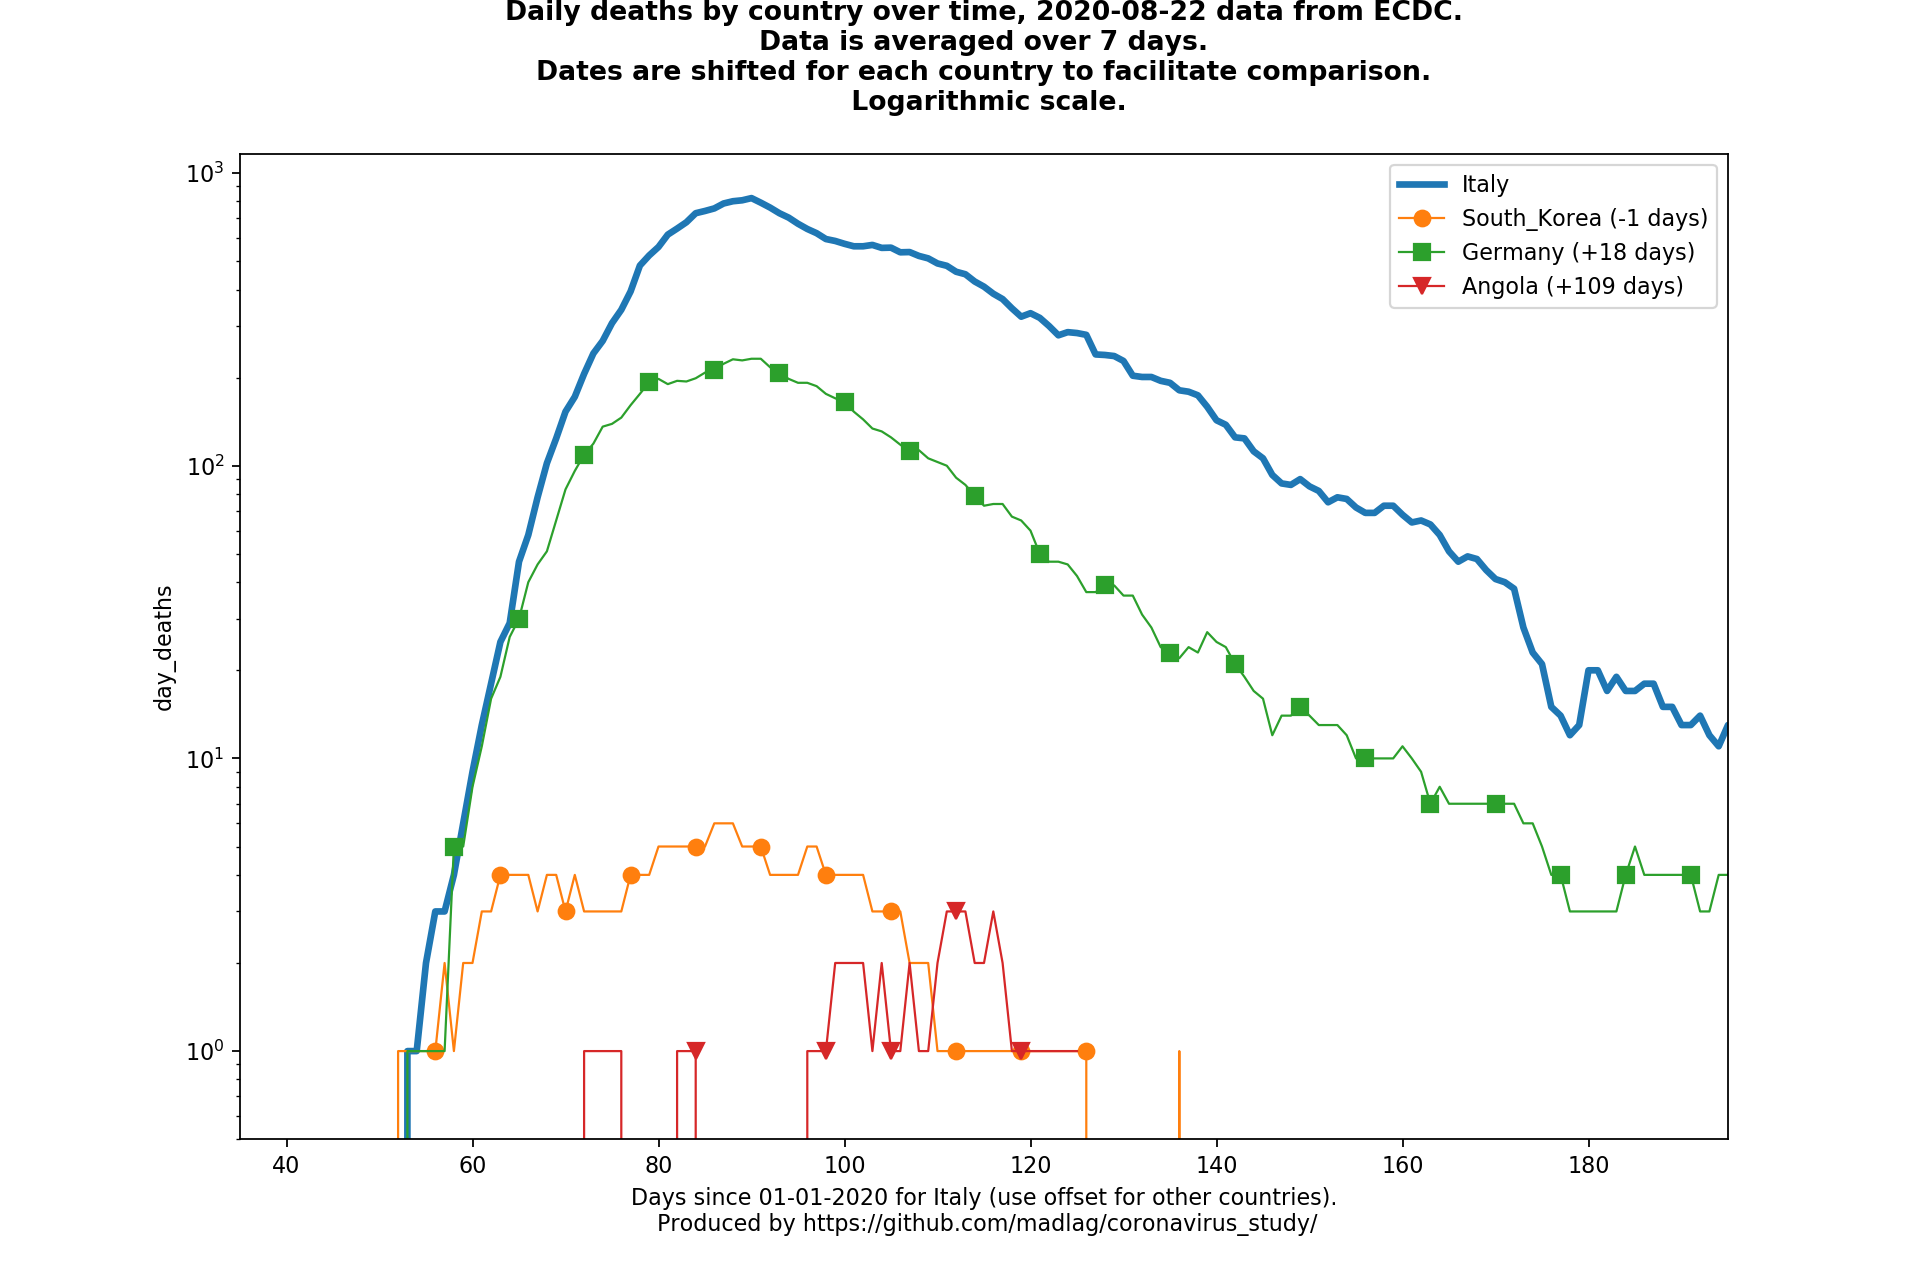 Daily deaths by country over time, 2020-08-22 data from ECDC.
Data is averaged over 7 days.
Dates are shifted for each country to facilitate comparison.
Logarithmic scale.
Italy
South_Korea (-1 days)
Germany (+18 days)
Angola (+109 days)
day_deaths
10³
10²
10¹
10⁰
40 60 80 100 120 140 160 180
Days since 01-01-2020 for Italy (use offset for other countries).
Produced by https://github.com/madlag/coronavirus_study/